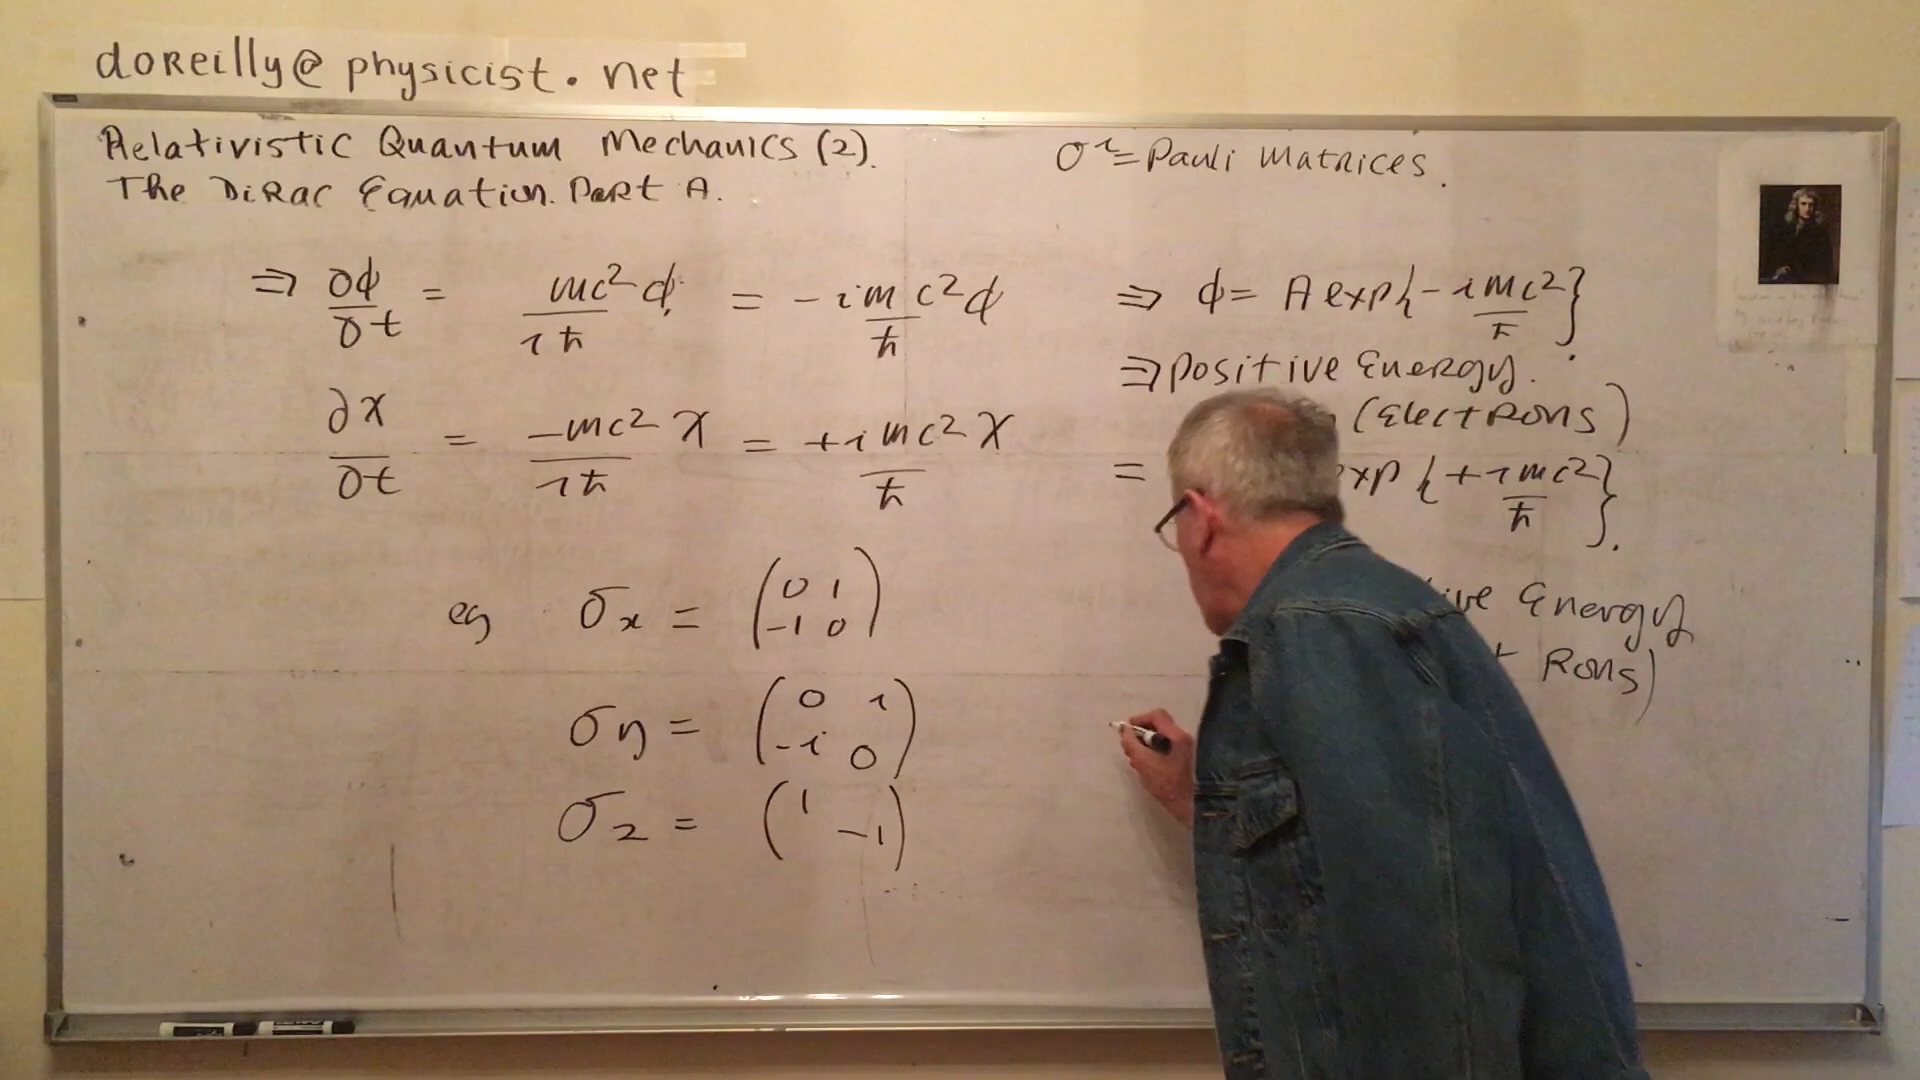 doReilly@physicist.net
Relativistic Quantum Mechanics (2).
The DiRac Equation. Part A.
σⁱ = Pauli Matrices.
⇒ ∂ϕ/∂t = mc²ϕ/iħ = -imc²ϕ/ħ ⇒ ϕ = A exp{-imc²/ħ}.
⇒ positive Energy.
(Electrons)
∂χ/∂t = -mc²χ/iħ = +imc²χ/ħ = exp{+imc²/ħ}.
Energy
Rons)
eg σx = (0 1
-1 0)
σy = (0 i
-i 0)
σz = (1
-1)